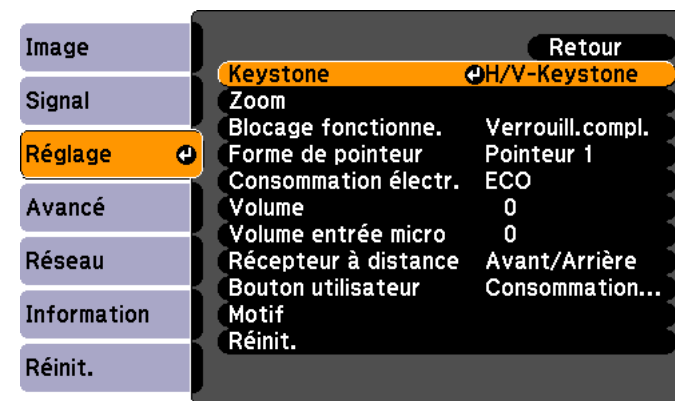 Image
Signal
Réglage
Avancé
Réseau
Information
Réinit.
Retour
Keystone H/V-Keystone
Zoom
Blocage fonctionne. Verrouill.compl.
Forme de pointeur Pointeur 1
Consommation électr. ECO
Volume 0
Volume entrée micro 0
Récepteur à distance Avant/Arrière
Bouton utilisateur Consommation...
Motif
Réinit.